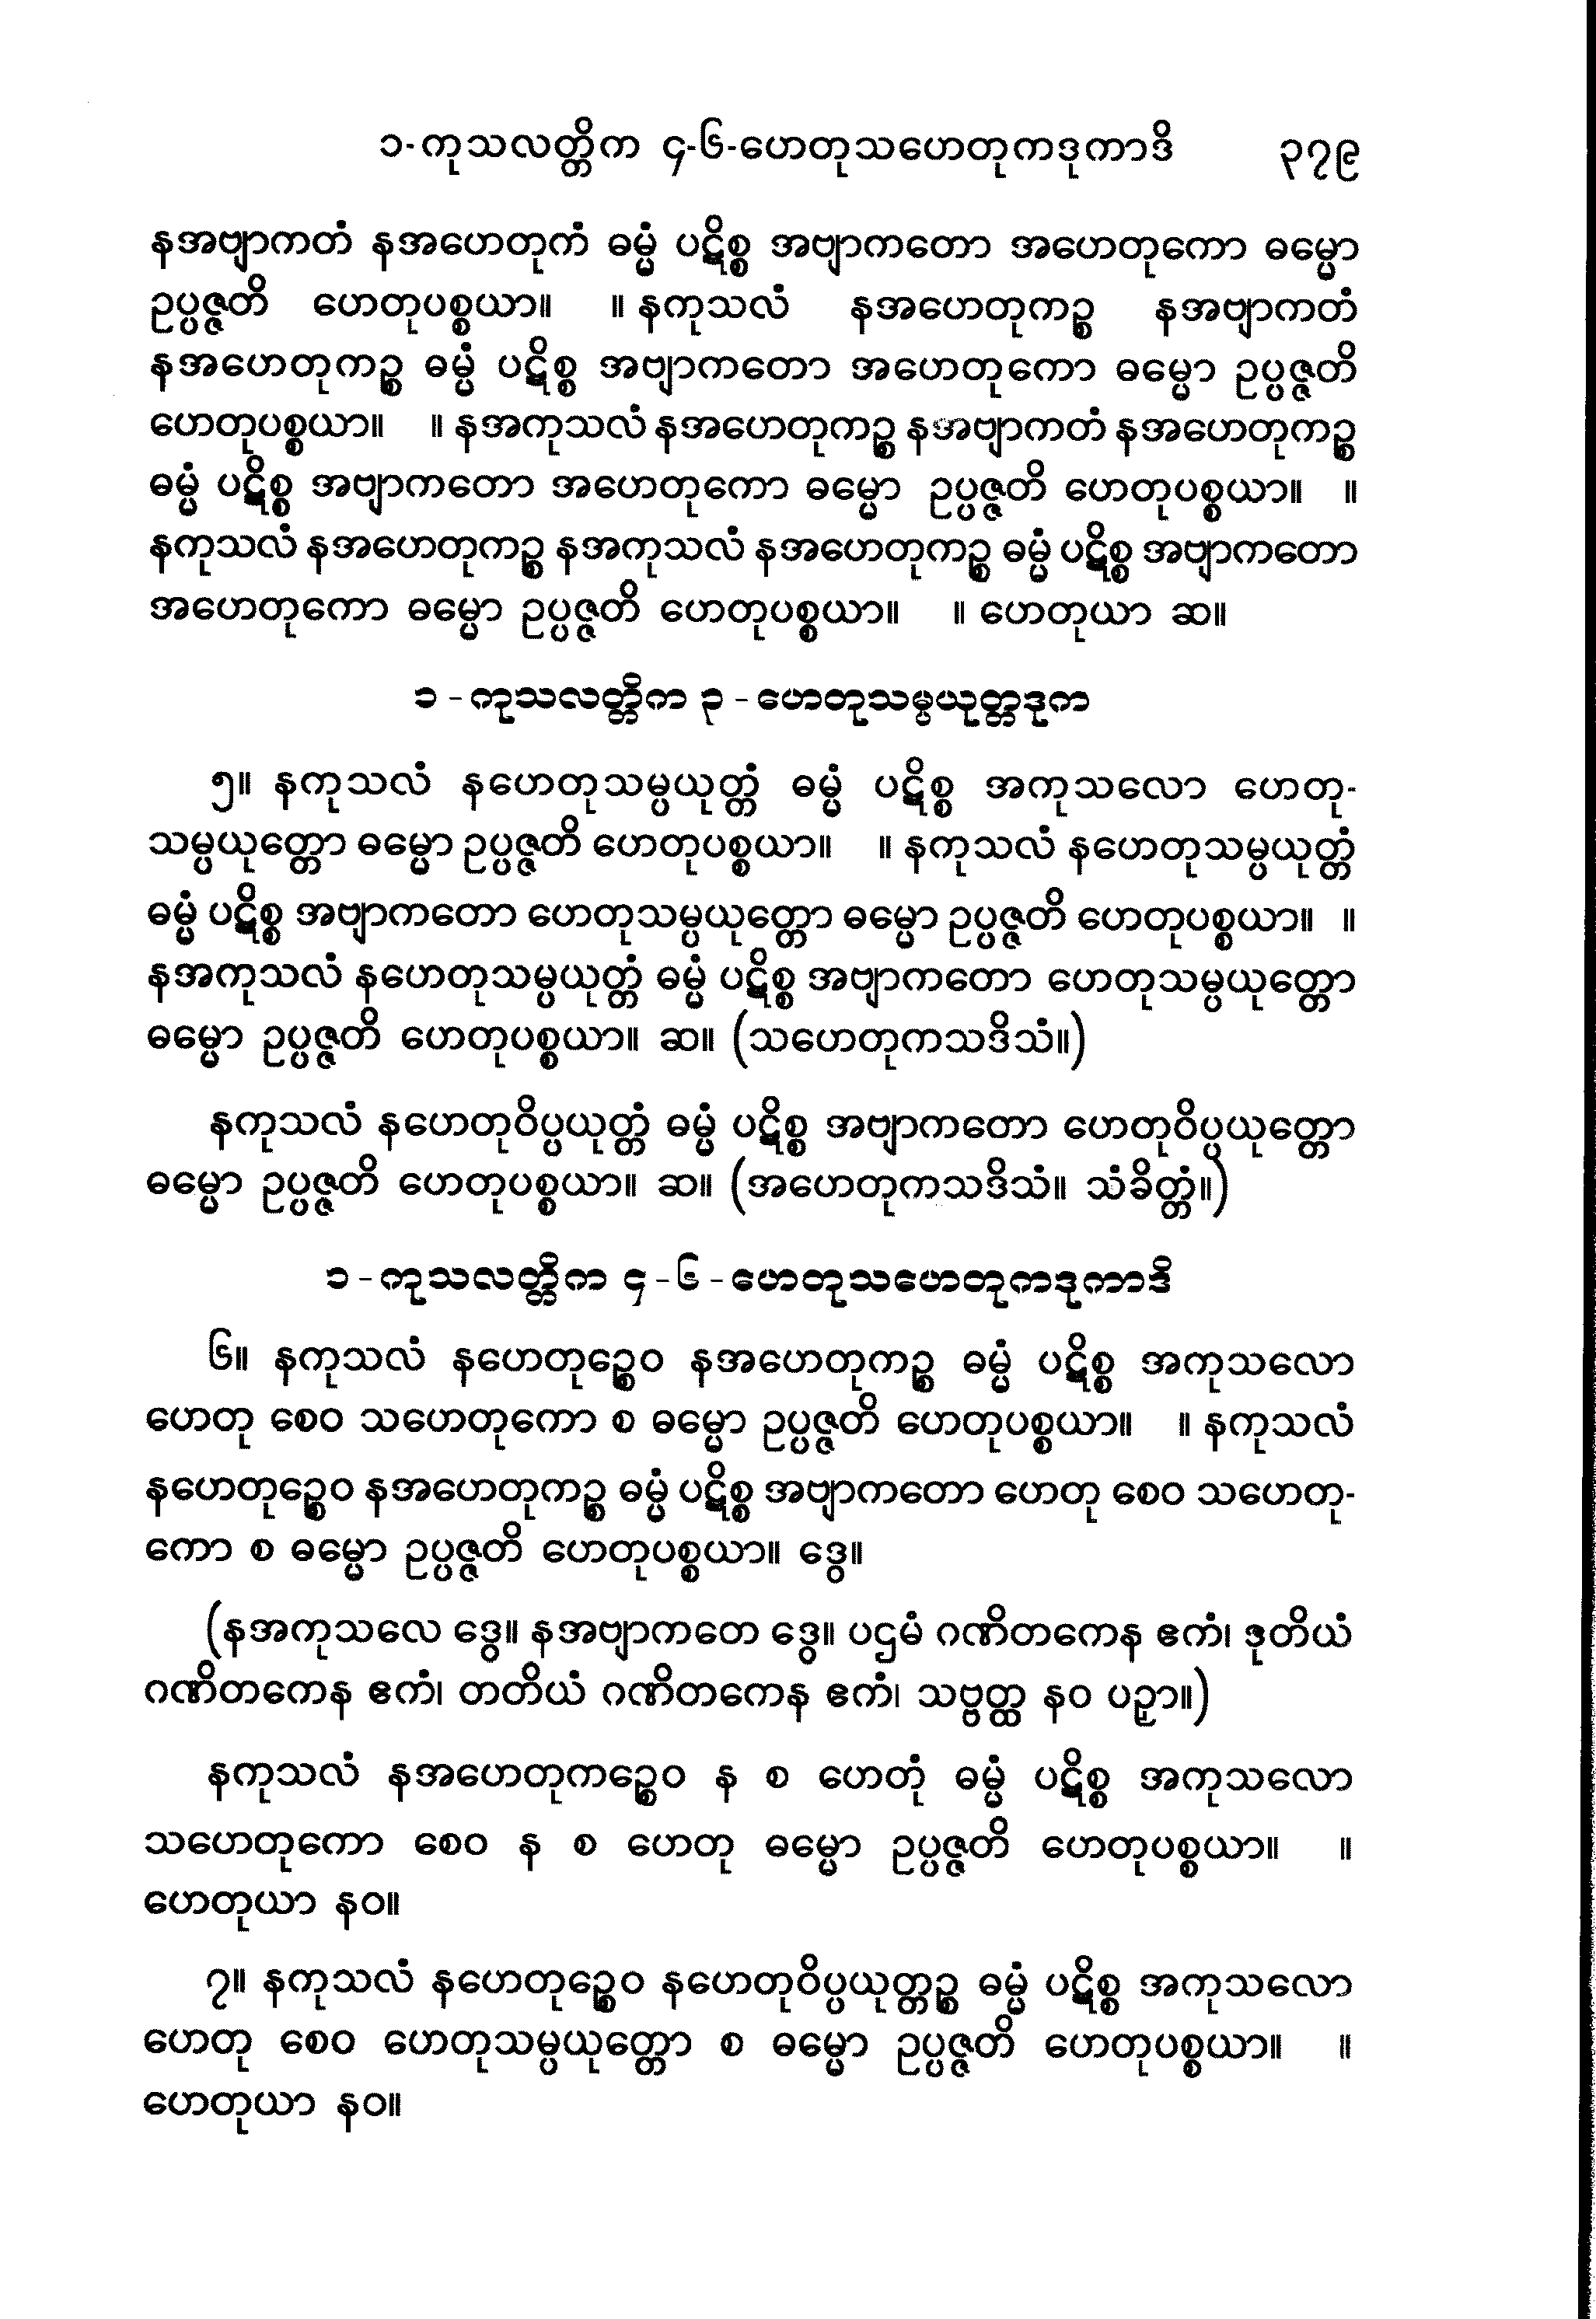 ၁-ကုသလတ္တိက ၄-၆-ဟေတုသဟေတုကဒုကာဒိ ၃၇၉
နအဗျာကတံ နအဟေတုကံ ဓမ္မံ ပဋိစ္စ အဗျာကတော အဟေတုကော ဓမ္မော
ဥပ္ပဇ္ဇတိ ဟေတုပစ္စယာ။ ။ နကုသလံ နအဟေတုကဉ္စ နအဗျာကတံ
နအဟေတုကဉ္စ ဓမ္မံ ပဋိစ္စ အဗျာကတော အဟေတုကော ဓမ္မော ဥပ္ပဇ္ဇတိ
ဟေတုပစ္စယာ။ ။ နအကုသလံ နအဟေတုကဉ္စ နအဗျာကတံ နအဟေတုကဉ္စ
ဓမ္မံ ပဋိစ္စ အဗျာကတော အဟေတုကော ဓမ္မော ဥပ္ပဇ္ဇတိ ဟေတုပစ္စယာ။ ။
နကုသလံ နအဟေတုကဉ္စ နအကုသလံ နအဟေတုကဉ္စ ဓမ္မံ ပဋိစ္စ အဗျာကတော
အဟေတုကော ဓမ္မော ဥပ္ပဇ္ဇတိ ဟေတုပစ္စယာ။ ။ ဟေတုယာ ဆ။
၁ - ကုသလတ္တိက ၃ - ဟေတုသမ္ပယုတ္တဒုက
၅။ နကုသလံ နဟေတုသမ္ပယုတ္တံ ဓမ္မံ ပဋိစ္စ အကုသလော ဟေတု-
သမ္ပယုတ္တော ဓမ္မော ဥပ္ပဇ္ဇတိ ဟေတုပစ္စယာ။ ။ နကုသလံ နဟေတုသမ္ပယုတ္တံ
ဓမ္မံ ပဋိစ္စ အဗျာကတော ဟေတုသမ္ပယုတ္တော ဓမ္မော ဥပ္ပဇ္ဇတိ ဟေတုပစ္စယာ။ ။
နအကုသလံ နဟေတုသမ္ပယုတ္တံ ဓမ္မံ ပဋိစ္စ အဗျာကတော ဟေတုသမ္ပယုတ္တော
ဓမ္မော ဥပ္ပဇ္ဇတိ ဟေတုပစ္စယာ။ ဆ။ (သဟေတုကသဒိသံ။)
နကုသလံ နဟေတုဝိပ္ပယုတ္တံ ဓမ္မံ ပဋိစ္စ အဗျာကတော ဟေတုဝိပ္ပယုတ္တော
ဓမ္မော ဥပ္ပဇ္ဇတိ ဟေတုပစ္စယာ။ ဆ။ (အဟေတုကသဒိသံ။ သံခိတ္တံ။)
၁ - ကုသလတ္တိက ၄ - ၆ - ဟေတုသဟေတုကဒုကာဒိ
၆။ နကုသလံ နဟေတုဉ္စေဝ နအဟေတုကဉ္စ ဓမ္မံ ပဋိစ္စ အကုသလော
ဟေတု စေဝ သဟေတုကော စ ဓမ္မော ဥပ္ပဇ္ဇတိ ဟေတုပစ္စယာ။ ။ နကုသလံ
နဟေတုဉ္စေဝ နအဟေတုကဉ္စ ဓမ္မံ ပဋိစ္စ အဗျာကတော ဟေတု စေဝ သဟေတု-
ကော စ ဓမ္မော ဥပ္ပဇ္ဇတိ ဟေတုပစ္စယာ။ ဒွေ။
(နအကုသလေ ဒွေ။ နအဗျာကတေ ဒွေ။ ပဌမံ ဂဏိတကေန ဧကံ၊ ဒုတိယံ
ဂဏိတကေန ဧကံ၊ တတိယံ ဂဏိတကေန ဧကံ၊ သဗ္ဗတ္ထ နဝ ပဉှာ။)
နကုသလံ နအဟေတုကဉ္စေဝ န စ ဟေတုံ ဓမ္မံ ပဋိစ္စ အကုသလော
သဟေတုကော စေဝ န စ ဟေတု ဓမ္မော ဥပ္ပဇ္ဇတိ ဟေတုပစ္စယာ။ ။
ဟေတုယာ နဝ။
၇။ နကုသလံ နဟေတုဉ္စေဝ နဟေတုဝိပ္ပယုတ္တဉ္စ ဓမ္မံ ပဋိစ္စ အကုသလော
ဟေတု စေဝ ဟေတုသမ္ပယုတ္တော စ ဓမ္မော ဥပ္ပဇ္ဇတိ ဟေတုပစ္စယာ။ ။
ဟေတုယာ နဝ။